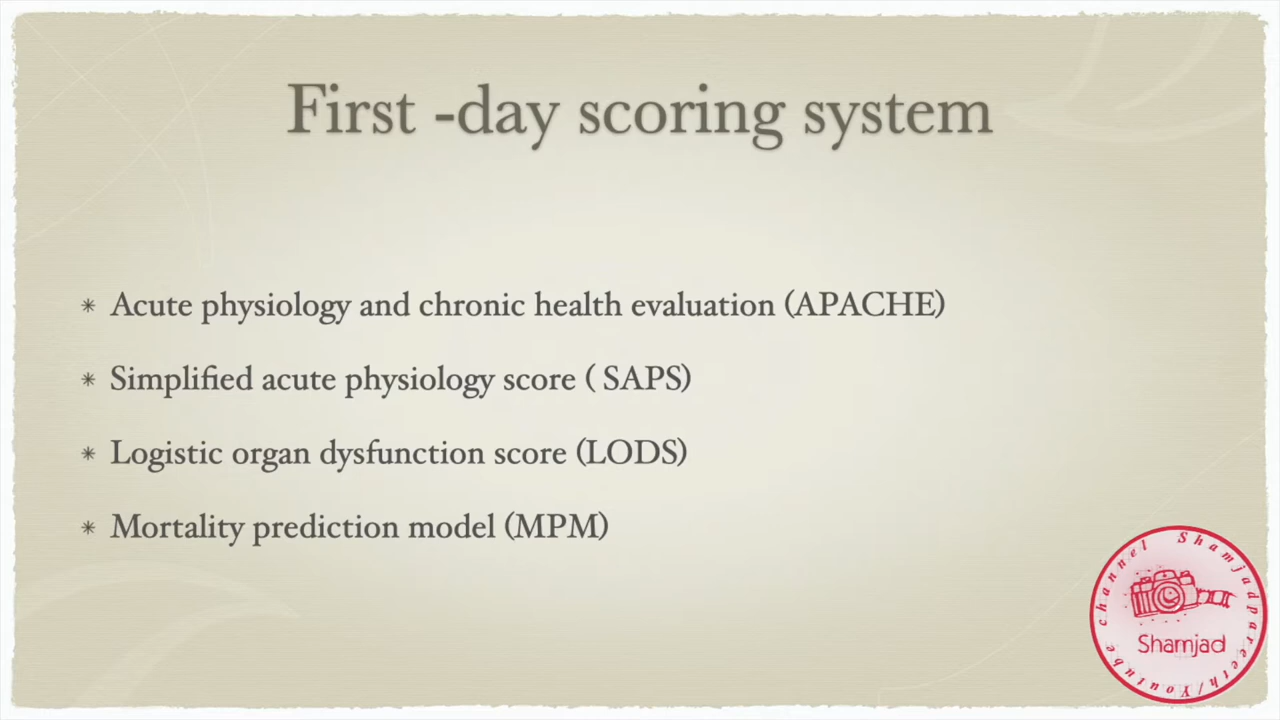 First -day scoring system
* Acute physiology and chronic health evaluation (APACHE)
* Simplified acute physiology score ( SAPS)
* Logistic organ dysfunction score (LODS)
* Mortality prediction model (MPM)
channel Shamjadpareeth/Youtube
Shamjad